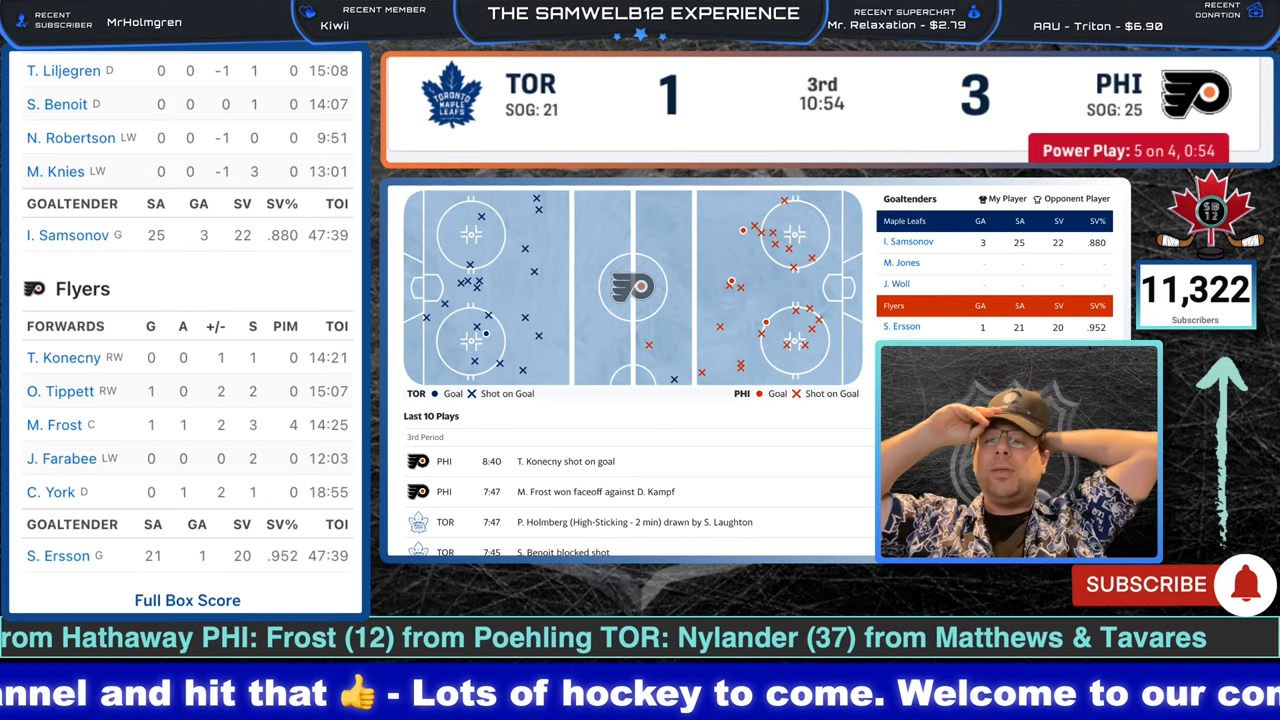 RECENT SUBSCRIBER
MrHolmgren
RECENT MEMBER
Kiwii
THE SAMWELB12 EXPERIENCE
RECENT SUPERCHAT
Mr. Relaxation - $2.79
AAU - Triton - $6.90
RECENT DONATION
T. Liljegren D 0 0 -1 1 0 15:08
S. Benoit D 0 0 0 1 0 14:07
N. Robertson LW 0 0 -1 0 0 9:51
M. Knies LW 0 0 -1 3 0 13:01
GOALTENDER SA GA SV SV% TOI
I. Samsonov G 25 3 22 .880 47:39
Flyers
FORWARDS G A +/- S PIM TOI
T. Konecny RW 0 0 1 1 0 14:21
O. Tippett RW 1 0 2 2 0 15:07
M. Frost C 1 1 2 3 4 14:25
J. Farabee LW 0 0 0 2 0 12:03
C. York D 0 1 2 1 0 18:55
GOALTENDER SA GA SV SV% TOI
S. Ersson G 21 1 20 .952 47:39
Full Box Score
TORONTO MAPLE LEAFS
TOR
SOG: 21
1
3rd
10:54
3
PHI
SOG: 25
Power Play: 5 on 4, 0:54
TOR Goal Shot on Goal
PHI Goal Shot on Goal
Last 10 Plays
3rd Period
PHI 8:40 T. Konecny shot on goal
PHI 7:47 M. Frost won faceoff against D. Kampf
TOR 7:47 P. Holmberg (High-Sticking - 2 min) drawn by S. Laughton
TOR 7:45 S. Benoit blocked shot
Goaltenders My Player Opponent Player
Maple Leafs GA SA SV SV%
I. Samsonov 3 25 22 .880
M. Jones - - - -
J. Woll - - - -
Flyers GA SA SV SV%
S. Ersson 1 21 20 .952
SB
12
11,322
Subscribers
SUBSCRIBE
rom Hathaway PHI: Frost (12) from Poehling TOR: Nylander (37) from Matthews & Tavares
annel and hit that 👍 - Lots of hockey to come. Welcome to our con